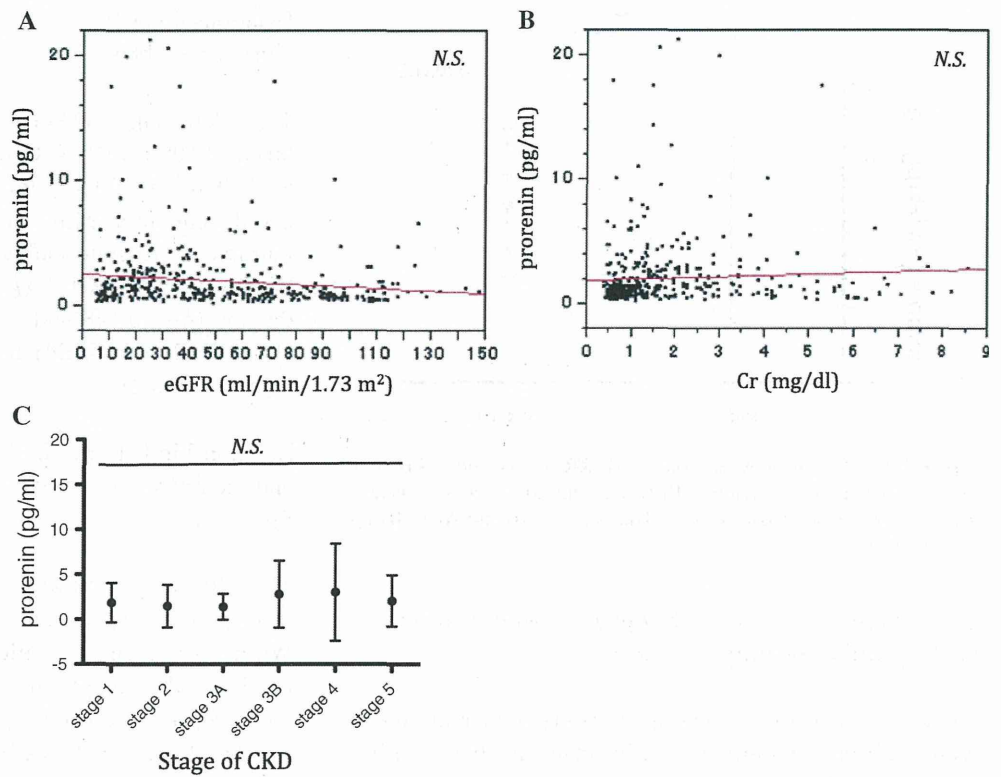 A
N.S.
prorenin (pg/ml)
20
10
0
0 10 20 30 40 50 60 70 80 90 110 130 150
eGFR (ml/min/1.73 m²)
B
N.S.
prorenin (pg/ml)
20
10
0
0 1 2 3 4 5 6 7 8 9
Cr (mg/dl)
C
N.S.
prorenin (pg/ml)
20
15
10
5
0
-5
stage 1 stage 2 stage 3A stage 3B stage 4 stage 5
Stage of CKD